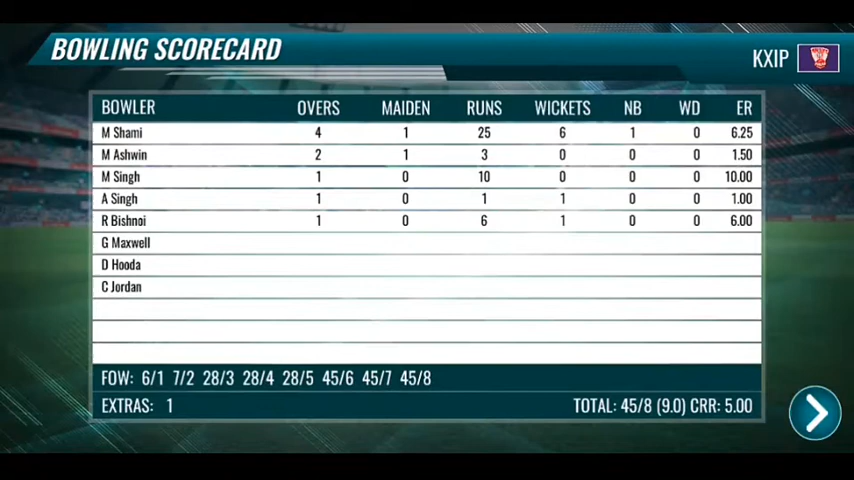 BOWLING SCORECARD
KXIP
BOWLER OVERS MAIDEN RUNS WICKETS NB WD ER
M Shami 4 1 25 6 1 0 6.25
M Ashwin 2 1 3 0 0 0 1.50
M Singh 1 0 10 0 0 0 10.00
A Singh 1 0 1 1 0 0 1.00
R Bishnoi 1 0 6 1 0 0 6.00
G Maxwell
D Hooda
C Jordan
FOW: 6/1 7/2 28/3 28/4 28/5 45/6 45/7 45/8
EXTRAS: 1 TOTAL: 45/8 (9.0) CRR: 5.00